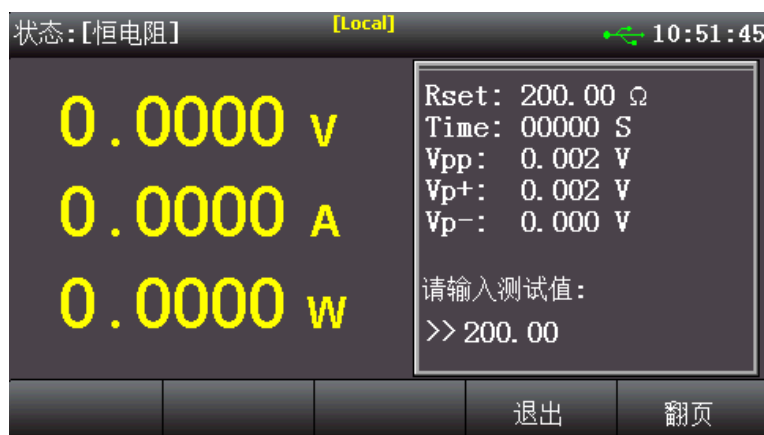 状态:[恒电阻] [Local] 10:51:45
0.0000 V
0.0000 A
0.0000 W
Rset: 200.00 Ω
Time: 00000 S
Vpp: 0.002 V
Vp+: 0.002 V
Vp-: 0.000 V
请输入测试值:
>>200.00
退出 翻页